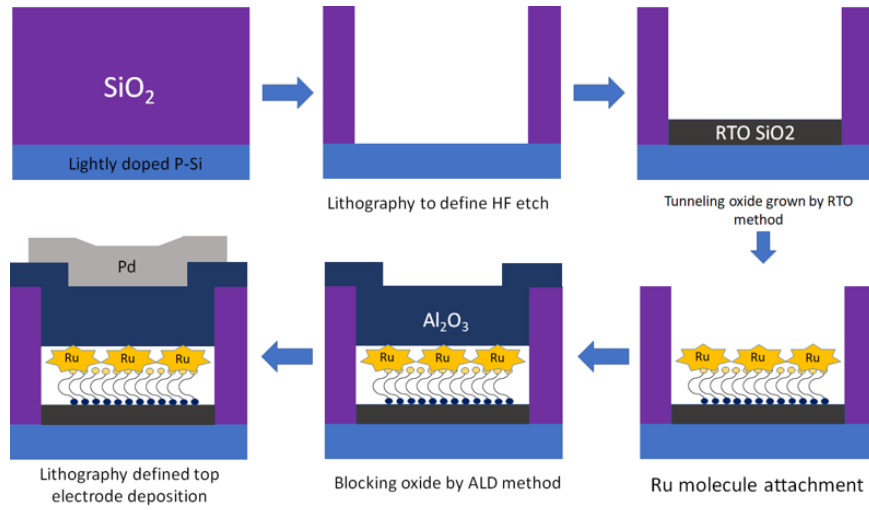 SiO₂
Lightly doped P-Si
Lithography to define HF etch
RTO SiO2
Tunneling oxide grown by RTO
method
Ru Ru Ru
Ru molecule attachment
Al₂O₃
Ru Ru Ru
Blocking oxide by ALD method
Pd
Ru Ru Ru
Lithography defined top
electrode deposition